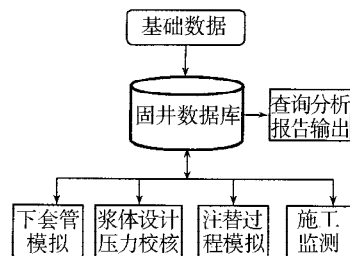 基础数据
固井数据库
查询分析
报告输出
下套管
模拟
浆体设计
压力校核
注替过
程模拟
施工
监测